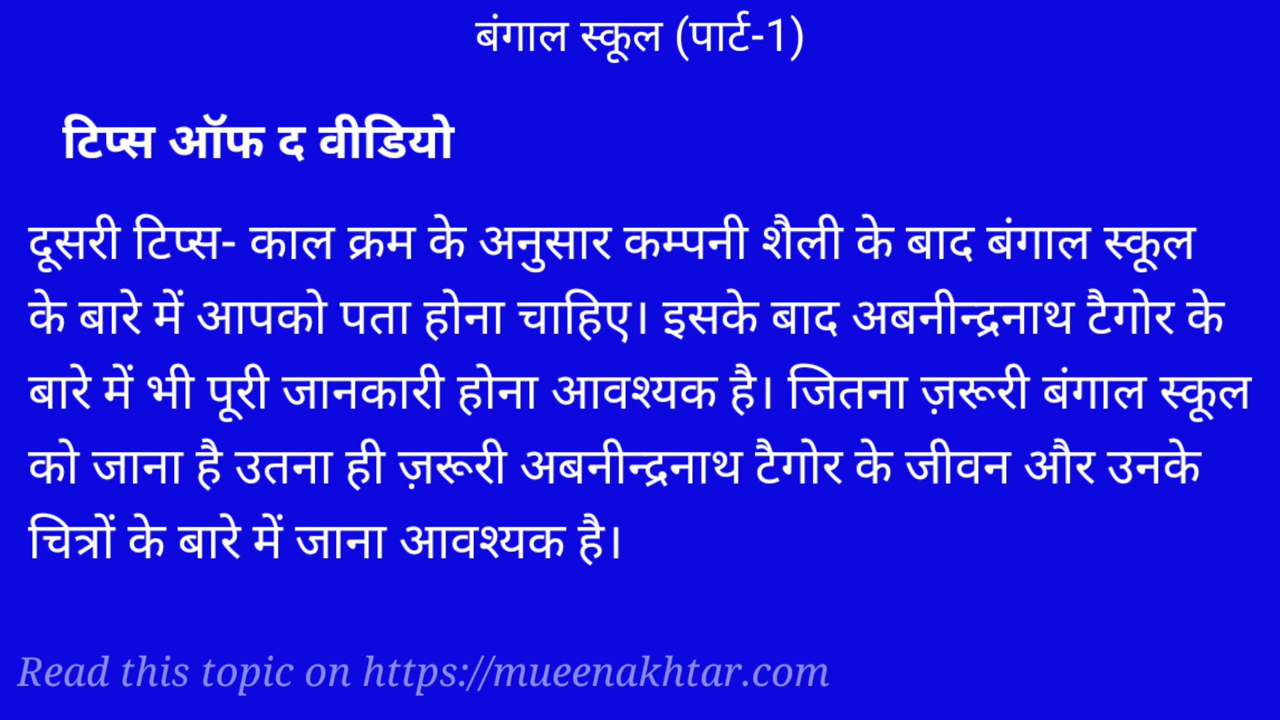 बंगाल स्कूल (पार्ट-1)
टिप्स ऑफ द वीडियो
दूसरी टिप्स- काल क्रम के अनुसार कम्पनी शैली के बाद बंगाल स्कूल
के बारे में आपको पता होना चाहिए। इसके बाद अबनीन्द्रनाथ टैगोर के
बारे में भी पूरी जानकारी होना आवश्यक है। जितना ज़रूरी बंगाल स्कूल
को जाना है उतना ही ज़रूरी अबनीन्द्रनाथ टैगोर के जीवन और उनके
चित्रों के बारे में जाना आवश्यक है।
Read this topic on https://mueenakhtar.com